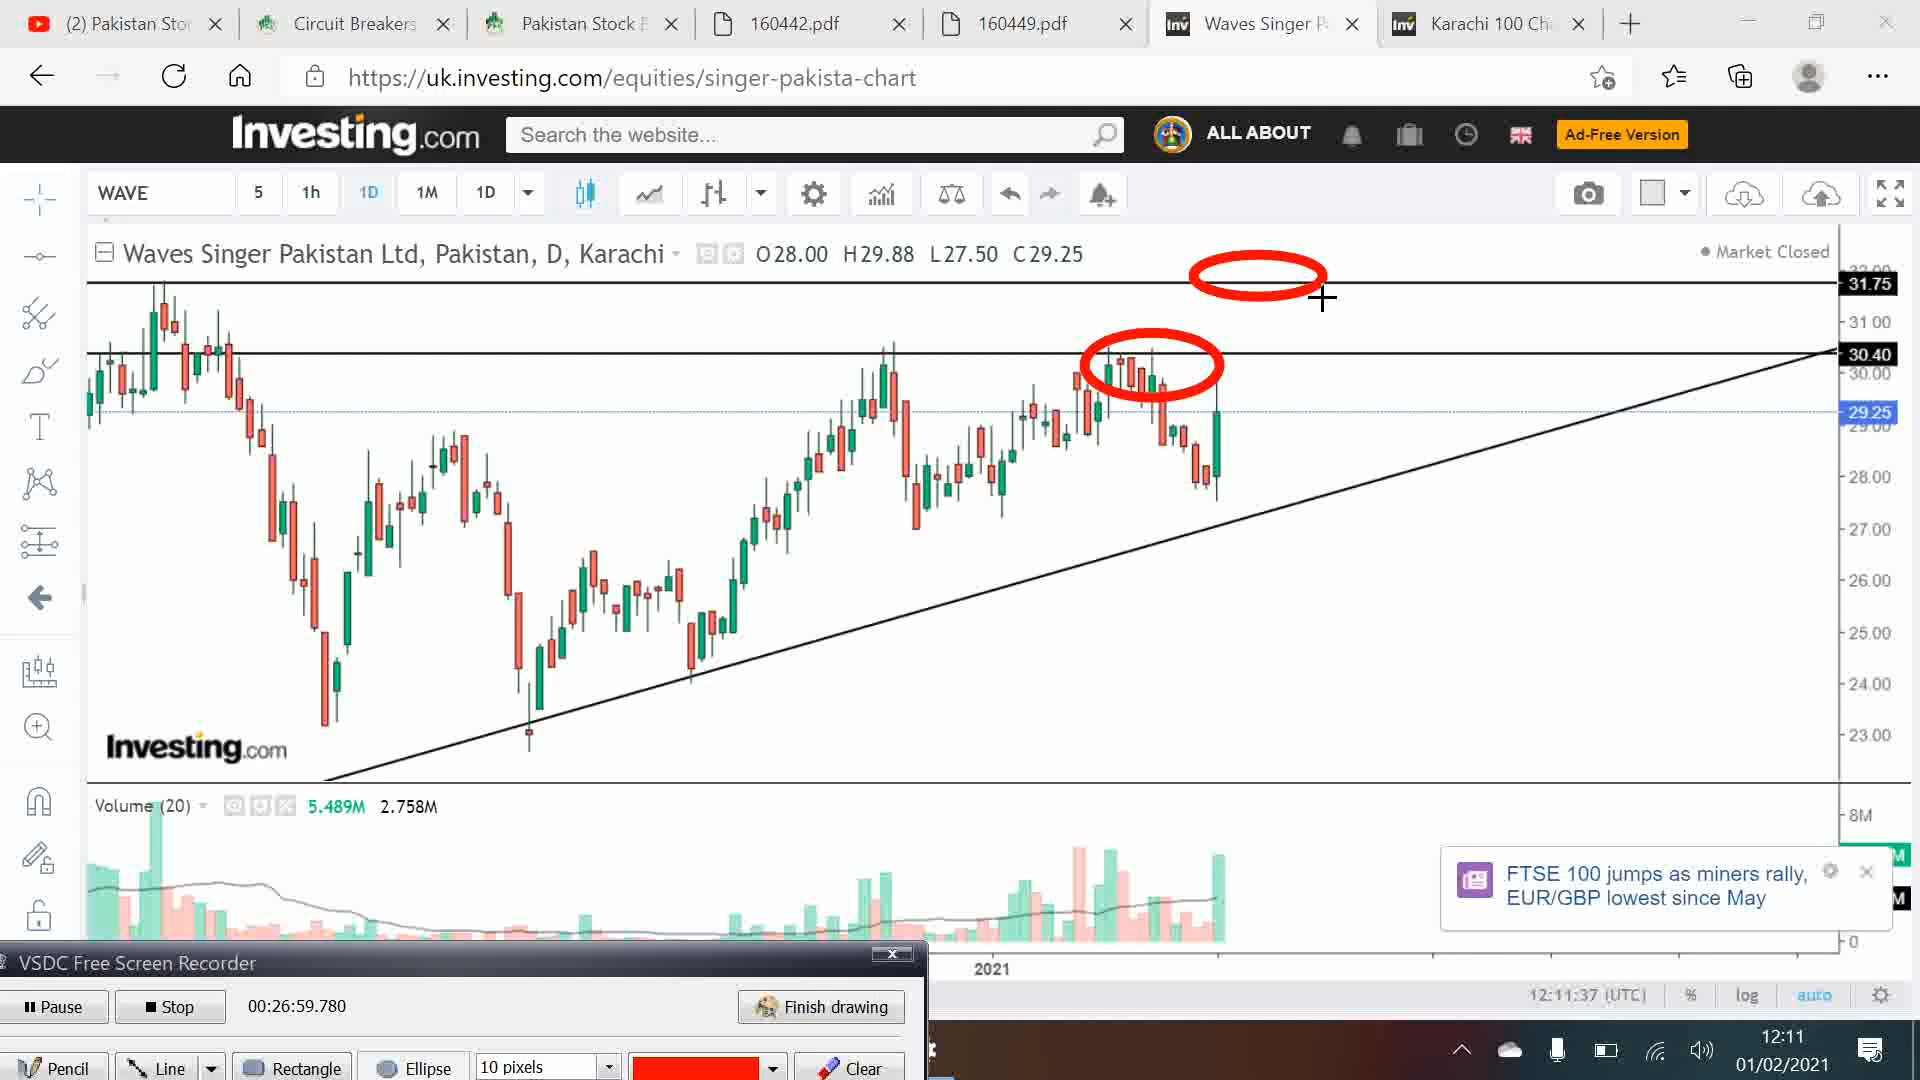 (2) Pakistan Sto
Circuit Breakers
Pakistan Stock E
160442.pdf
160449.pdf
Waves Singer P
Karachi 100 Ch
https://uk.investing.com/equities/singer-pakista-chart
Investing.com
Search the website...
ALL ABOUT
Ad-Free Version
WAVE
5
1h
1D
1M
1D
Waves Singer Pakistan Ltd, Pakistan, D, Karachi
O28.00 H29.88 L27.50 C29.25
Market Closed
32.00
31.75
31.00
30.40
30.00
29.25
29.00
28.00
27.00
26.00
25.00
24.00
23.00
Investing.com
Volume (20)
5.489M 2.758M
8M
M
FTSE 100 jumps as miners rally,
EUR/GBP lowest since May
M
0
2021
12:11:37 (UTC)
%
log
auto
VSDC Free Screen Recorder
Pause
Stop
00:26:59.780
Finish drawing
Pencil
Line
Rectangle
Ellipse
10 pixels
Clear
12:11
01/02/2021